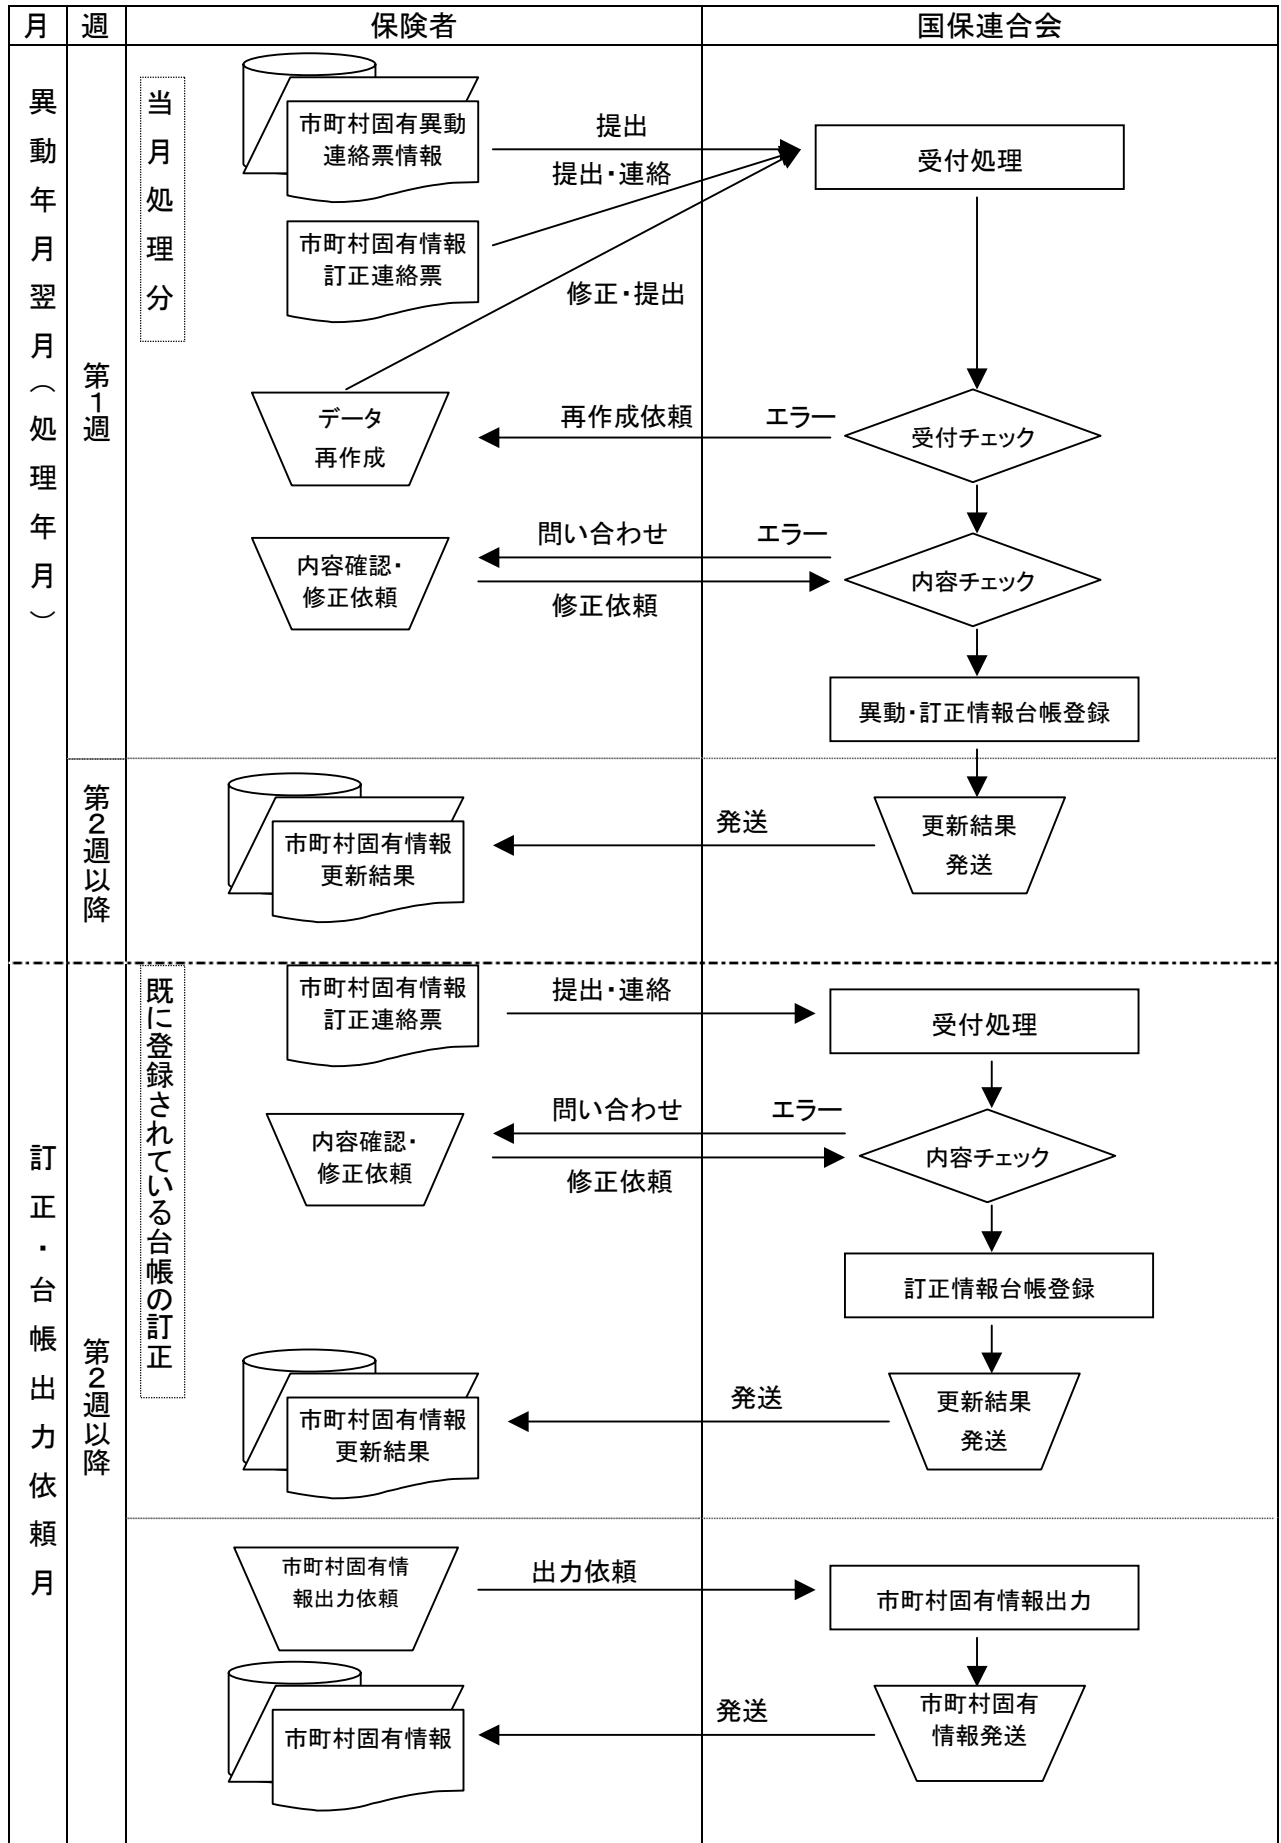 月
週
保険者
国保連合会
異動年月翌月（処理年月）
第1週
当月処理分
市町村固有異動
連絡票情報
提出
受付処理
提出・連絡
市町村固有情報
訂正連絡票
修正・提出
データ
再作成
再作成依頼
エラー
受付チェック
内容確認・
修正依頼
問い合わせ
エラー
修正依頼
内容チェック
異動・訂正情報台帳登録
第2週以降
市町村固有情報
更新結果
発送
更新結果
発送
訂正・台帳出力依頼月
第2週以降
既に登録されている台帳の訂正
市町村固有情報
訂正連絡票
提出・連絡
受付処理
内容確認・
修正依頼
問い合わせ
エラー
修正依頼
内容チェック
訂正情報台帳登録
市町村固有情報
更新結果
発送
更新結果
発送
市町村固有情
報出力依頼
出力依頼
市町村固有情報出力
市町村固有情報
発送
市町村固有
情報発送